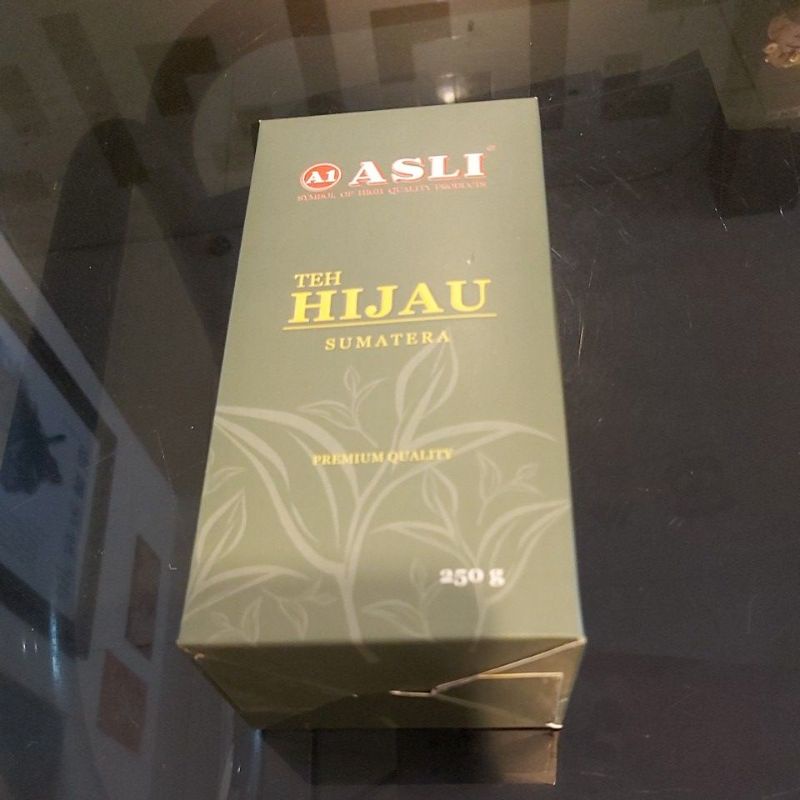 A1 ASLI®
SYMBOL OF HIGH QUALITY PRODUCTS
TEH
HIJAU
SUMATERA
PREMIUM QUALITY
250 g